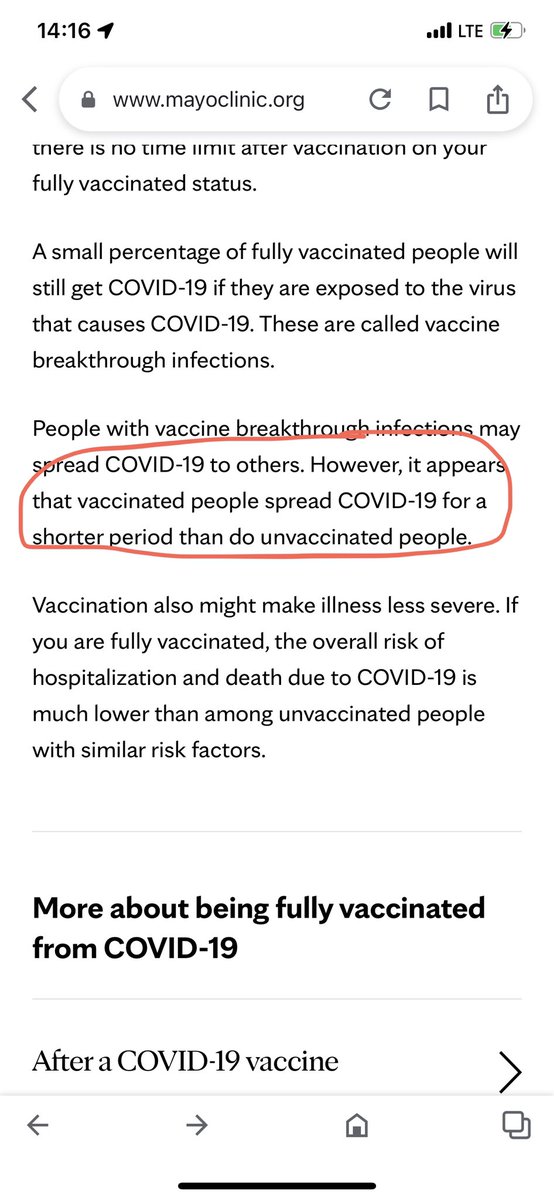 14:16
LTE
www.mayoclinic.org
there is no time limit after vaccination on your
fully vaccinated status.
A small percentage of fully vaccinated people will
still get COVID-19 if they are exposed to the virus
that causes COVID-19. These are called vaccine
breakthrough infections.
People with vaccine breakthrough infections may
spread COVID-19 to others. However, it appears
that vaccinated people spread COVID-19 for a
shorter period than do unvaccinated people.
Vaccination also might make illness less severe. If
you are fully vaccinated, the overall risk of
hospitalization and death due to COVID-19 is
much lower than among unvaccinated people
with similar risk factors.
More about being fully vaccinated
from COVID-19
After a COVID-19 vaccine